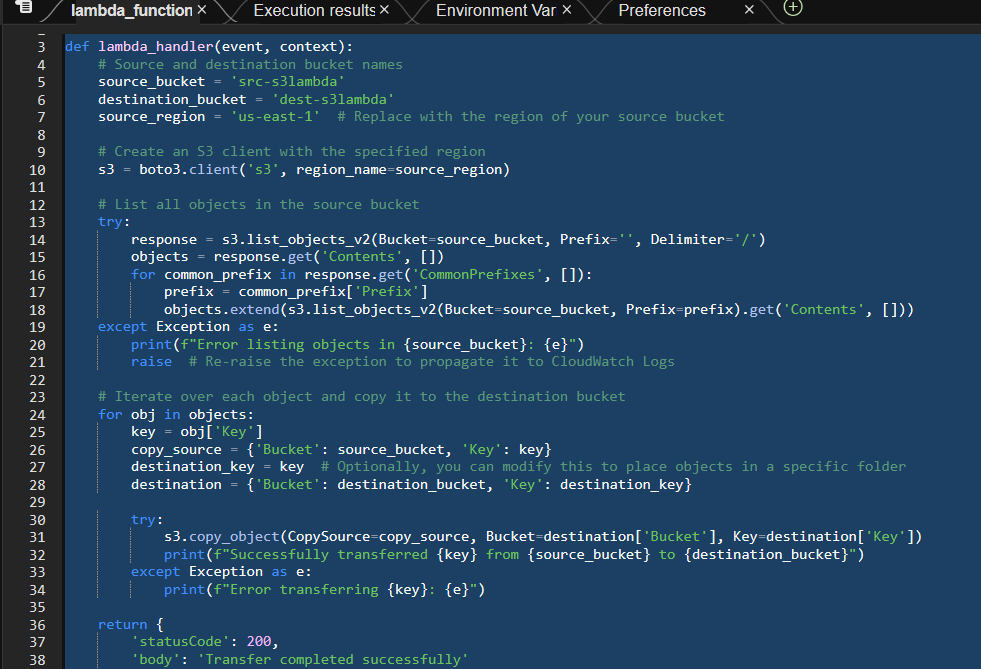 lambda_function × Execution results × Environment Var × Preferences ×
2
3 def lambda_handler(event, context):
4 # Source and destination bucket names
5 source_bucket = 'src-s3lambda'
6 destination_bucket = 'dest-s3lambda'
7 source_region = 'us-east-1'  # Replace with the region of your source bucket
8
9 # Create an S3 client with the specified region
10 s3 = boto3.client('s3', region_name=source_region)
11
12 # List all objects in the source bucket
13 try:
14 response = s3.list_objects_v2(Bucket=source_bucket, Prefix='', Delimiter='/')
15 objects = response.get('Contents', [])
16 for common_prefix in response.get('CommonPrefixes', []):
17 prefix = common_prefix['Prefix']
18 objects.extend(s3.list_objects_v2(Bucket=source_bucket, Prefix=prefix).get('Contents', []))
19 except Exception as e:
20 print(f"Error listing objects in {source_bucket}: {e}")
21 raise  # Re-raise the exception to propagate it to CloudWatch Logs
22
23 # Iterate over each object and copy it to the destination bucket
24 for obj in objects:
25 key = obj['Key']
26 copy_source = {'Bucket': source_bucket, 'Key': key}
27 destination_key = key  # Optionally, you can modify this to place objects in a specific folder
28 destination = {'Bucket': destination_bucket, 'Key': destination_key}
29
30 try:
31 s3.copy_object(CopySource=copy_source, Bucket=destination['Bucket'], Key=destination['Key'])
32 print(f"Successfully transferred {key} from {source_bucket} to {destination_bucket}")
33 except Exception as e:
34 print(f"Error transferring {key}: {e}")
35
36 return {
37 'statusCode': 200,
38 'body': 'Transfer completed successfully'